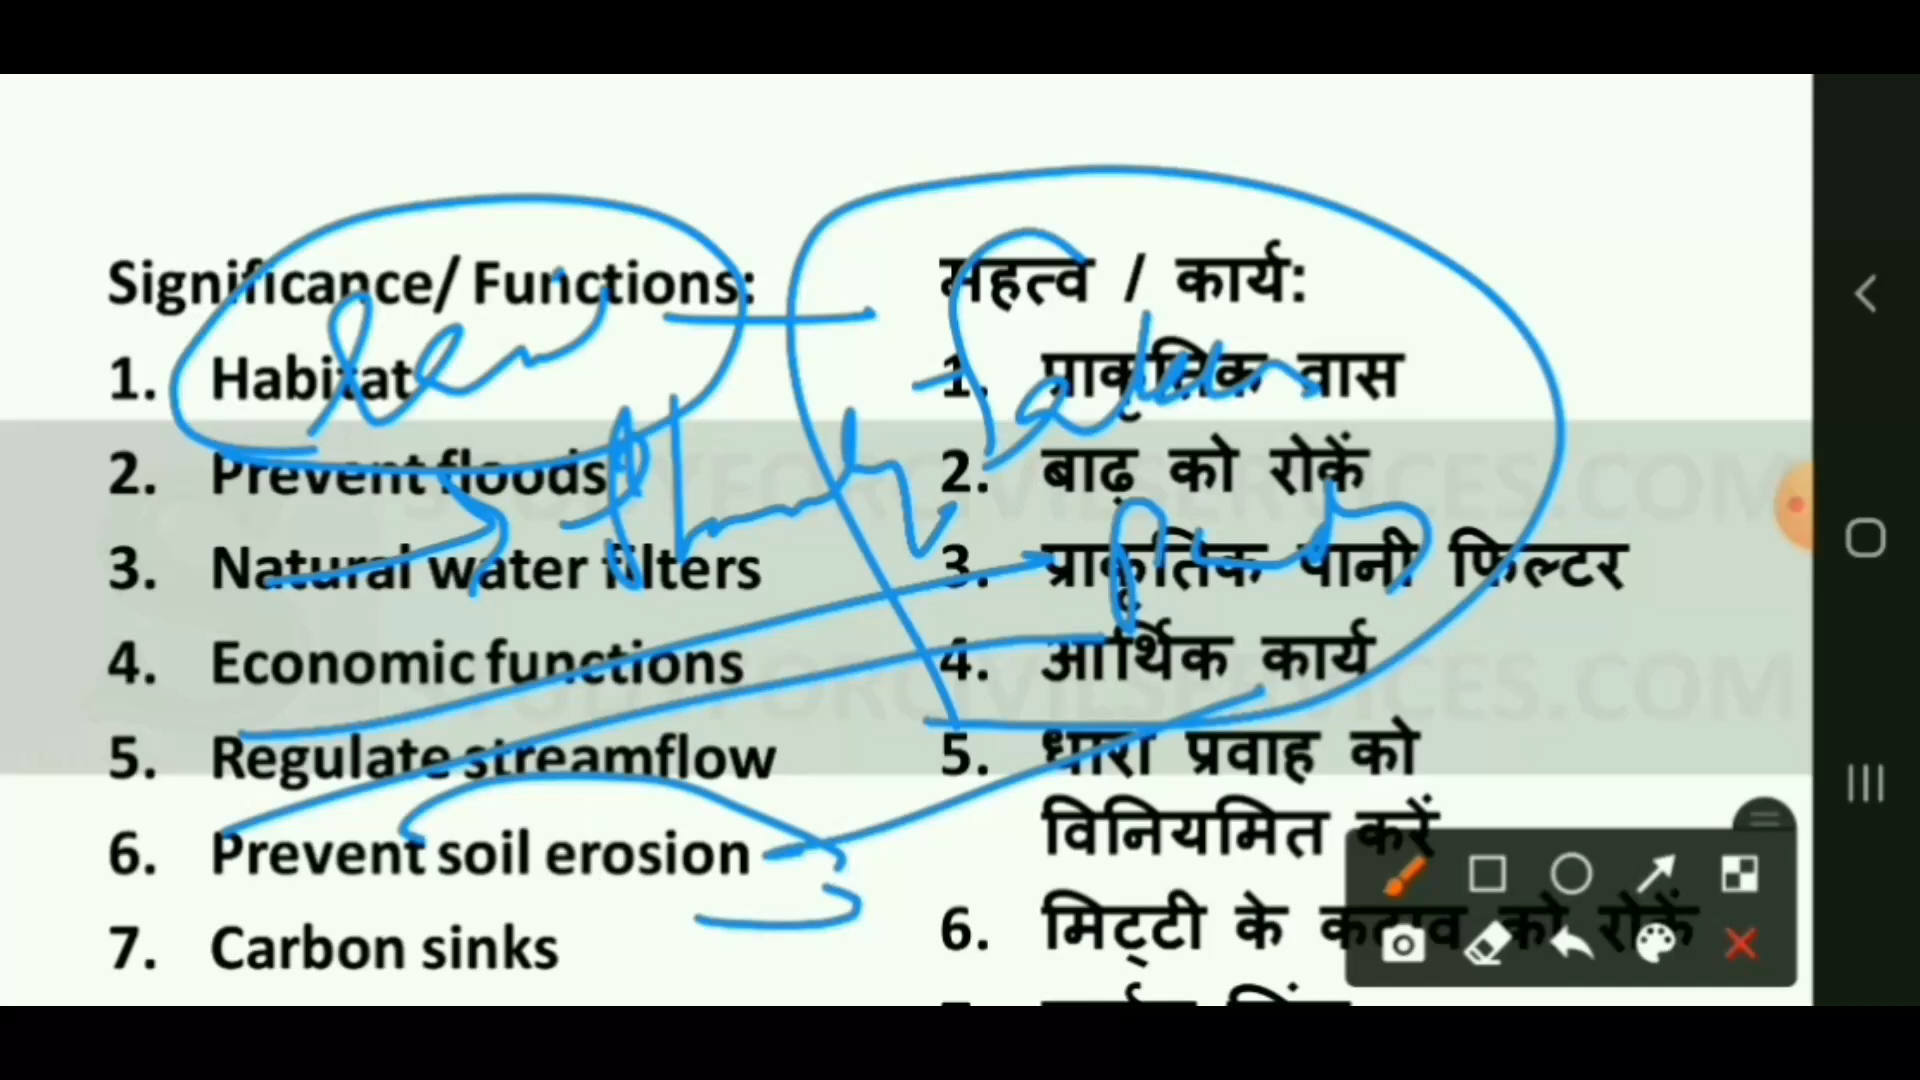 Significance/ Functions:
1. Habitat
2. Prevent floods
3. Natural water filters
4. Economic functions
5. Regulate streamflow
6. Prevent soil erosion
7. Carbon sinks
महत्व / कार्य:
1. प्राकृतिक वास
2. बाढ़ को रोकें
3. प्राकृतिक पानी फिल्टर
4. आर्थिक कार्य
5. धारा प्रवाह को
विनियमित करें
6. मिट्टी के कटाव को रोकें